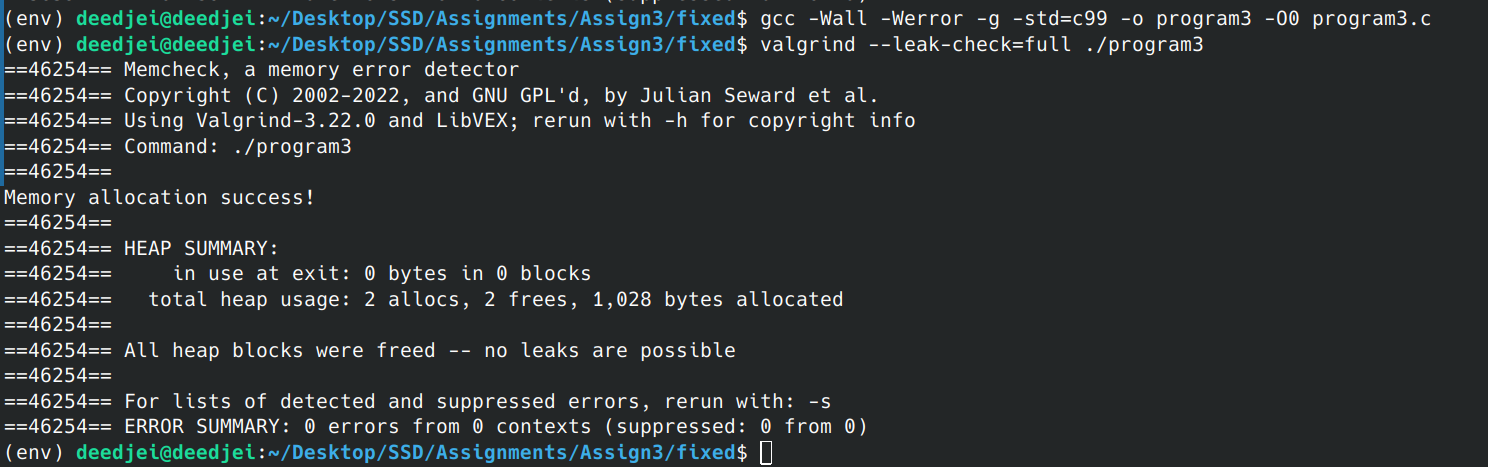 (env) deedjei@deedjei:~/Desktop/SSD/Assignments/Assign3/fixed$ gcc -Wall -Werror -g -std=c99 -o program3 -O0 program3.c
(env) deedjei@deedjei:~/Desktop/SSD/Assignments/Assign3/fixed$ valgrind --leak-check=full ./program3
==46254== Memcheck, a memory error detector
==46254== Copyright (C) 2002-2022, and GNU GPL'd, by Julian Seward et al.
==46254== Using Valgrind-3.22.0 and LibVEX; rerun with -h for copyright info
==46254== Command: ./program3
==46254==
Memory allocation success!
==46254==
==46254== HEAP SUMMARY:
==46254==     in use at exit: 0 bytes in 0 blocks
==46254==   total heap usage: 2 allocs, 2 frees, 1,028 bytes allocated
==46254==
==46254== All heap blocks were freed -- no leaks are possible
==46254==
==46254== For lists of detected and suppressed errors, rerun with: -s
==46254== ERROR SUMMARY: 0 errors from 0 contexts (suppressed: 0 from 0)
(env) deedjei@deedjei:~/Desktop/SSD/Assignments/Assign3/fixed$